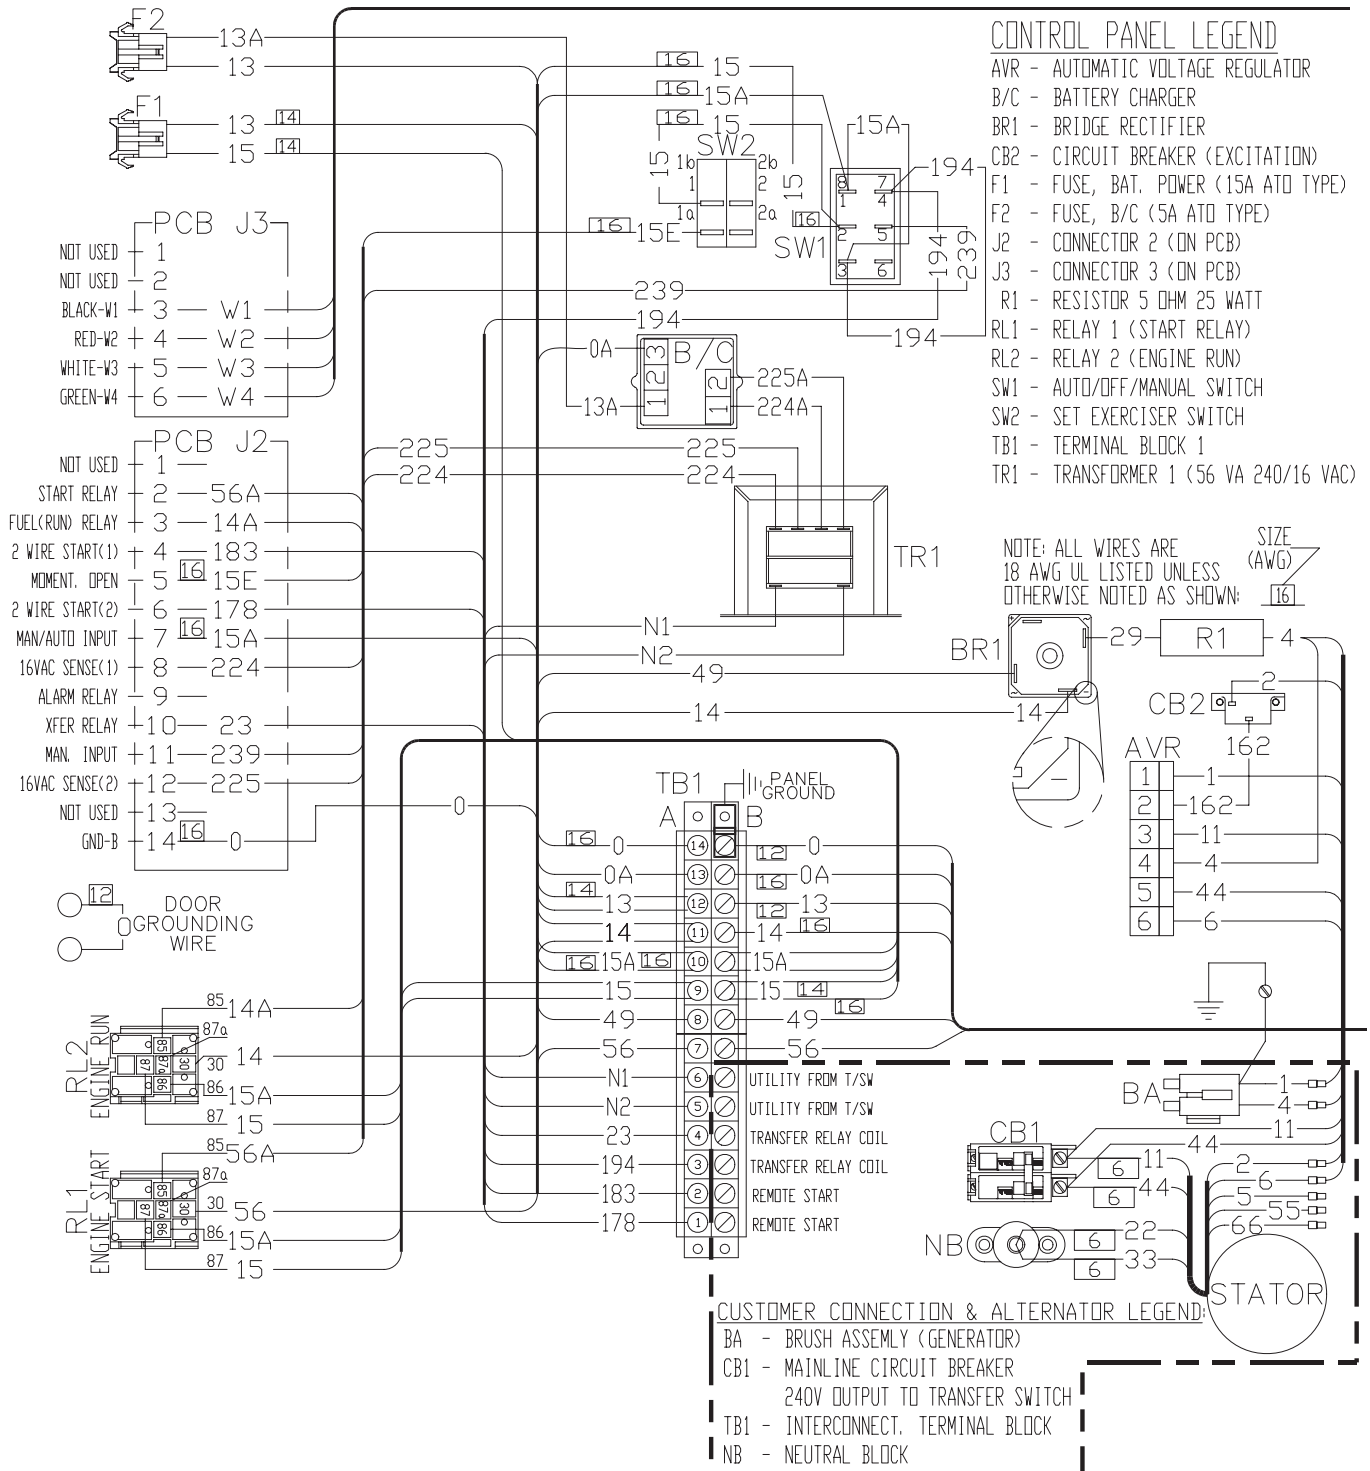 F2
13A
13
F1
13 14
15 14
16 15
16 15A
16 15
15
SW2
1b 2b
1 2
1a 2a
16 15E
15
16
15A
194
8 7
1 4
2 5
3 6
SW1
194
239
239
194
194
CONTROL PANEL LEGEND
AVR - AUTOMATIC VOLTAGE REGULATOR
B/C - BATTERY CHARGER
BR1 - BRIDGE RECTIFIER
CB2 - CIRCUIT BREAKER (EXCITATION)
F1 - FUSE, BAT. POWER (15A ATO TYPE)
F2 - FUSE, B/C (5A ATO TYPE)
J2 - CONNECTOR 2 (ON PCB)
J3 - CONNECTOR 3 (ON PCB)
R1 - RESISTOR 5 OHM 25 WATT
RL1 - RELAY 1 (START RELAY)
RL2 - RELAY 2 (ENGINE RUN)
SW1 - AUTO/OFF/MANUAL SWITCH
SW2 - SET EXERCISER SWITCH
TB1 - TERMINAL BLOCK 1
TR1 - TRANSFORMER 1 (56 VA 240/16 VAC)
PCB J3
NOT USED 1
NOT USED 2
BLACK-W1 3 W1
RED-W2 4 W2
WHITE-W3 5 W3
GREEN-W4 6 W4
0A
B/C
3
2
1
2
1
225A
224A
13A
PCB J2
NOT USED 1
START RELAY 2 56A
FUEL(RUN) RELAY 3 14A
2 WIRE START(1) 4 183
MOMENT. OPEN 5 16 15E
2 WIRE START(2) 6 178
MAN/AUTO INPUT 7 16 15A
16VAC SENSE(1) 8 224
ALARM RELAY 9
XFER RELAY 10 23
MAN. INPUT 11 239
16VAC SENSE(2) 12 225
NOT USED 13
GND-B 14 16 0
0
225 225
224 224
TR1
N1
N2
49
14 14
NOTE: ALL WIRES ARE
18 AWG UL LISTED UNLESS
OTHERWISE NOTED AS SHOWN:
SIZE
(AWG)
16
BR1
29 R1 4
CB2
2
162
AVR
1 1
2 162
3 11
4 4
5 44
6 6
12
DOOR
0 GROUNDING
WIRE
TB1
PANEL
GROUND
A B
16 0 14 12 0
0A 13 16 0A
14 13 12 12 13
14 11 14 16
16 15A 16 10 15A
15 9 15 14
16
49 8 49
56 7 56
N1 6 UTILITY FROM T/SW
N2 5 UTILITY FROM T/SW
23 4 TRANSFER RELAY COIL
194 3 TRANSFER RELAY COIL
183 2 REMOTE START
178 1 REMOTE START
RL2
ENGINE RUN
85 14A
87a
30 14
86 15A
87 15
85
87 87a 30
86
RL1
ENGINE START
85 56A
87a
30 56
86 15A
87 15
85
87 87a 30
86
BA
1
4
11
44
CB1
6 11
6 44
2
6
5
55
66
NB
6 22
6 33
STATOR
CUSTOMER CONNECTION & ALTERNATOR LEGEND:
BA - BRUSH ASSEMLY (GENERATOR)
CB1 - MAINLINE CIRCUIT BREAKER
240V OUTPUT TO TRANSFER SWITCH
TB1 - INTERCONNECT. TERMINAL BLOCK
NB - NEUTRAL BLOCK